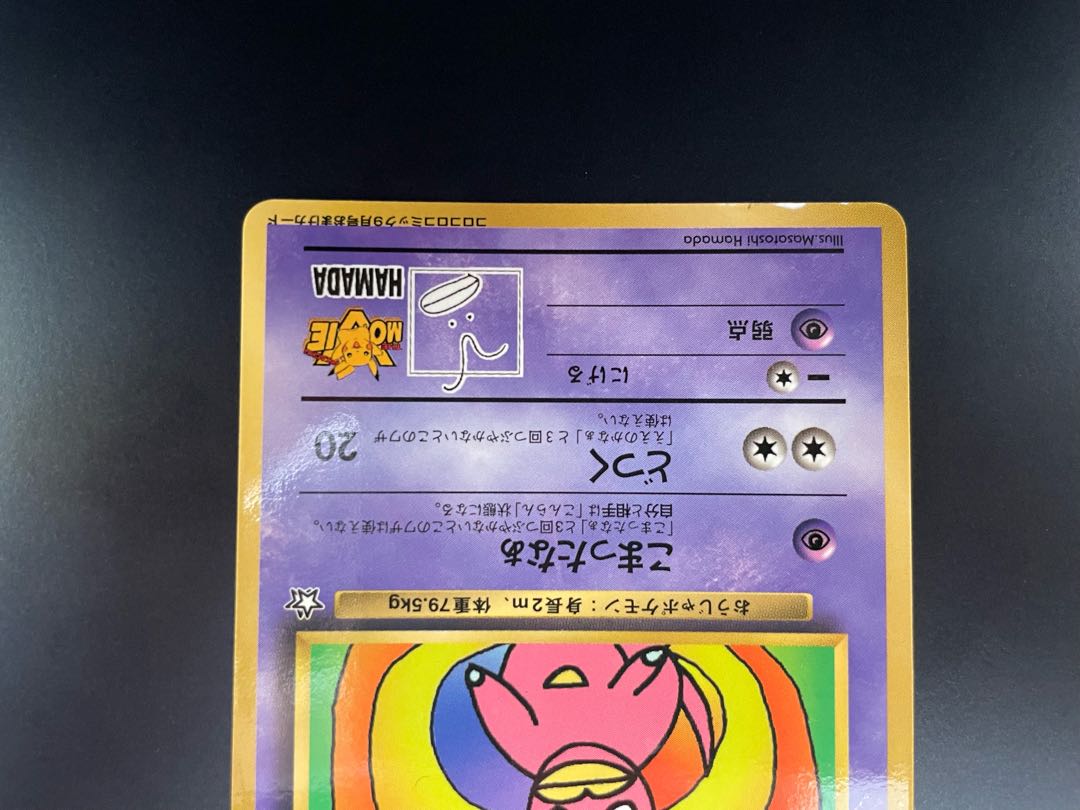 おうじゃポケモン：身長2m、体重79.5kg
こまったなあ
「こまったなぁ」と3回つぶやかないとこのワザは使えない。
自分と相手は「こんらん」状態になる。
どつく 20
「ええのかなぁ」と3回つぶやかないとこのワザ
は使えない。
にげる
弱点
MOVIE
HAMADA
Illus.Masatoshi Hamada
コロコロコミック9月号おまけカード